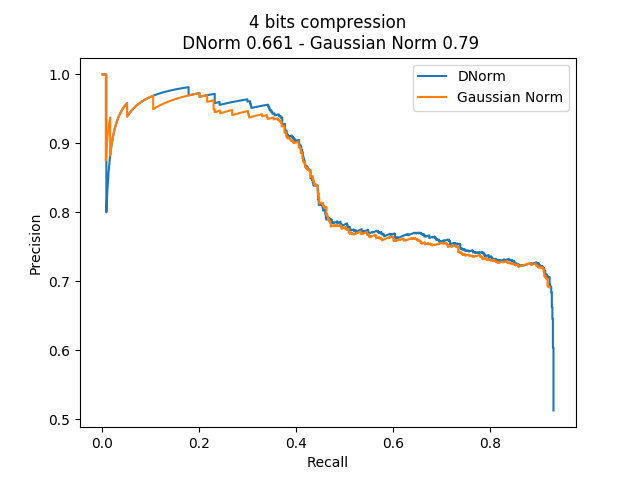 4 bits compression
DNorm 0.661 - Gaussian Norm 0.79
DNorm
Gaussian Norm
1.0
0.9
0.8
0.7
0.6
0.5
Precision
0.0
0.2
0.4
0.6
0.8
Recall